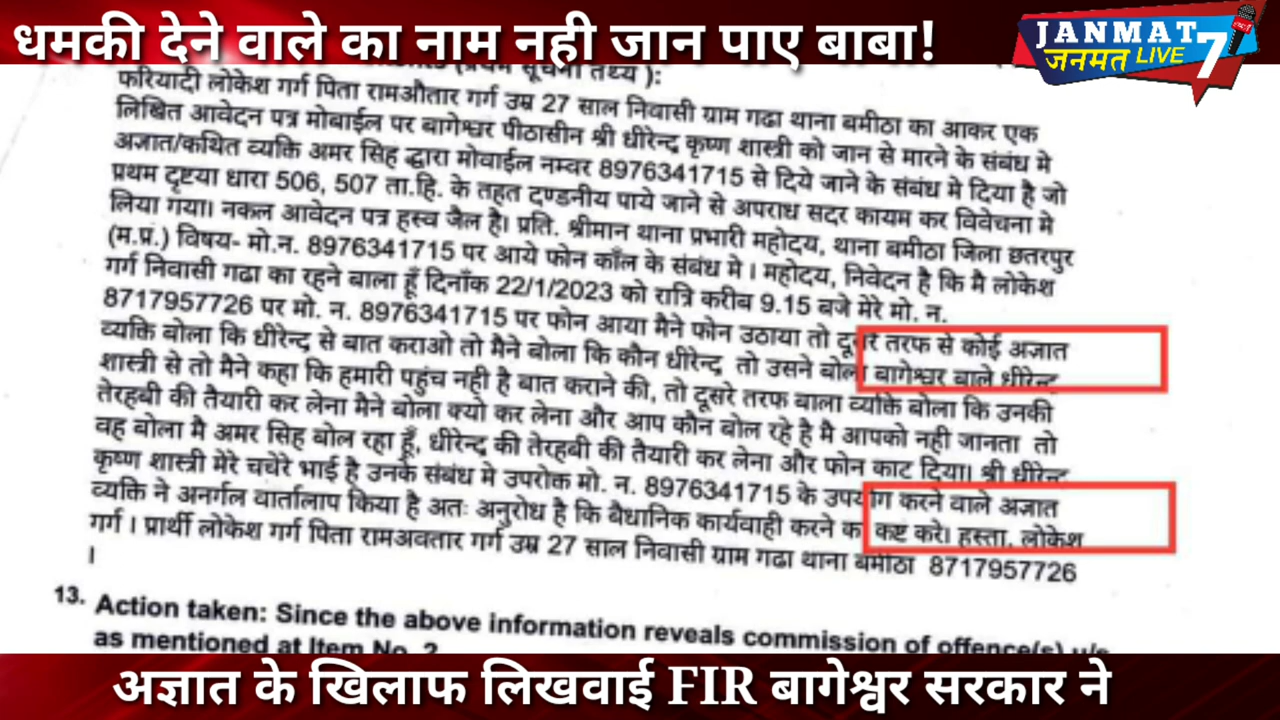 धमकी देने वाले का नाम नही जान पाए बाबा!
JANMAT
जनमत LIVE 7
(प्रथम सूचना तथ्य ):
फरियादी लोकेश गर्ग पिता रामऔतार गर्ग उम्र 27 साल निवासी ग्राम गढा थाना बमीठा का आकर एक
लिखित आवेदन पत्र मोबाईल पर बागेश्वर पीठासीन श्री धीरेन्द्र कृष्ण शास्त्री को जान से मारने के संबंध मे
अज्ञात/कथित व्यक्ति अमर सिह द्वारा मोवाईल नम्वर 8976341715 से दिये जाने के संबंध मे दिया है जो
प्रथम दृष्टया धारा 506, 507 ता.हि. के तहत दण्डनीय पाये जाने से अपराध सदर कायम कर विवेचना मे
लिया गया। नकल आवेदन पत्र हस्व जैल है। प्रति. श्रीमान थाना प्रभारी महोदय, थाना बमीठा जिला छतरपुर
(म.प्र.) विषय- मो.न. 8976341715 पर आये फोन कॉल के संबंध मे । महोदय, निवेदन है कि मै लोकेश
गर्ग निवासी गढा का रहने बाला हूँ दिनाँक 22/1/2023 को रात्रि करीब 9.15 बजे मेरे मो. न.
8717957726 पर मो. न. 8976341715 पर फोन आया मैने फोन उठाया तो दूसरे तरफ से कोई अज्ञात
व्यक्ति बोला कि धीरेन्द्र से बात कराओ तो मैने बोला कि कौन धीरेन्द्र तो उसने बोला बागेश्वर बाले धीरेन्द्र
शास्त्री से तो मैने कहा कि हमारी पहुंच नही है बात कराने की, तो दूसरे तरफ बाला व्यक्ति बोला कि उनकी
तेरहबी की तैयारी कर लेना मैने बोला क्यो कर लेना और आप कौन बोल रहे है मै आपको नही जानता तो
वह बोला मै अमर सिह बोल रहा हूँ, धीरेन्द्र की तेरहबी की तैयारी कर लेना और फोन काट दिया। श्री धीरेन्द्र
कृष्ण शास्त्री मेरे चचेरे भाई है उनके संबंध मे उपरोक मो. न. 8976341715 के उपयोग करने वाले अज्ञात
व्यक्ति ने अनर्गल वार्तालाप किया है अतः अनुरोध है कि बैधानिक कार्यवाही करने का कष्ट करे। हस्ता. लोकेश
गर्ग । प्रार्थी लोकेश गर्ग पिता रामअवतार गर्ग उम्र 27 साल निवासी ग्राम गढा थाना बमीठा 8717957726
।
13. Action taken: Since the above information reveals commission of offence(s) u/s
as mentioned at Item No. 2
अज्ञात के खिलाफ लिखवाई FIR बागेश्वर सरकार ने